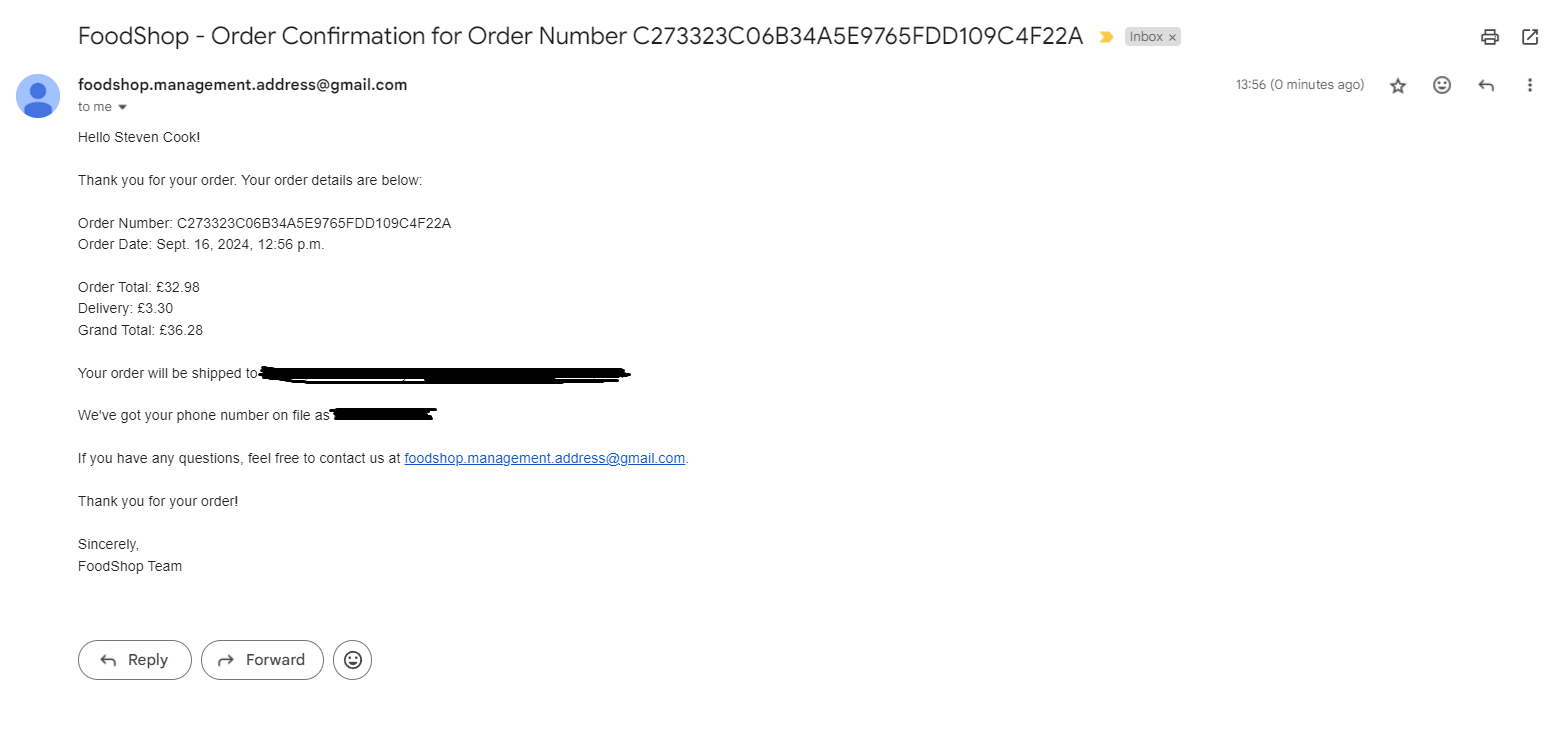 FoodShop - Order Confirmation for Order Number C273323C06B34A5E9765FDD109C4F22A Inbox ×
foodshop.management.address@gmail.com 13:56 (0 minutes ago)
to me
Hello Steven Cook!
Thank you for your order. Your order details are below:
Order Number: C273323C06B34A5E9765FDD109C4F22A
Order Date: Sept. 16, 2024, 12:56 p.m.
Order Total: £32.98
Delivery: £3.30
Grand Total: £36.28
Your order will be shipped to
We've got your phone number on file as
If you have any questions, feel free to contact us at foodshop.management.address@gmail.com.
Thank you for your order!
Sincerely,
FoodShop Team
Reply Forward